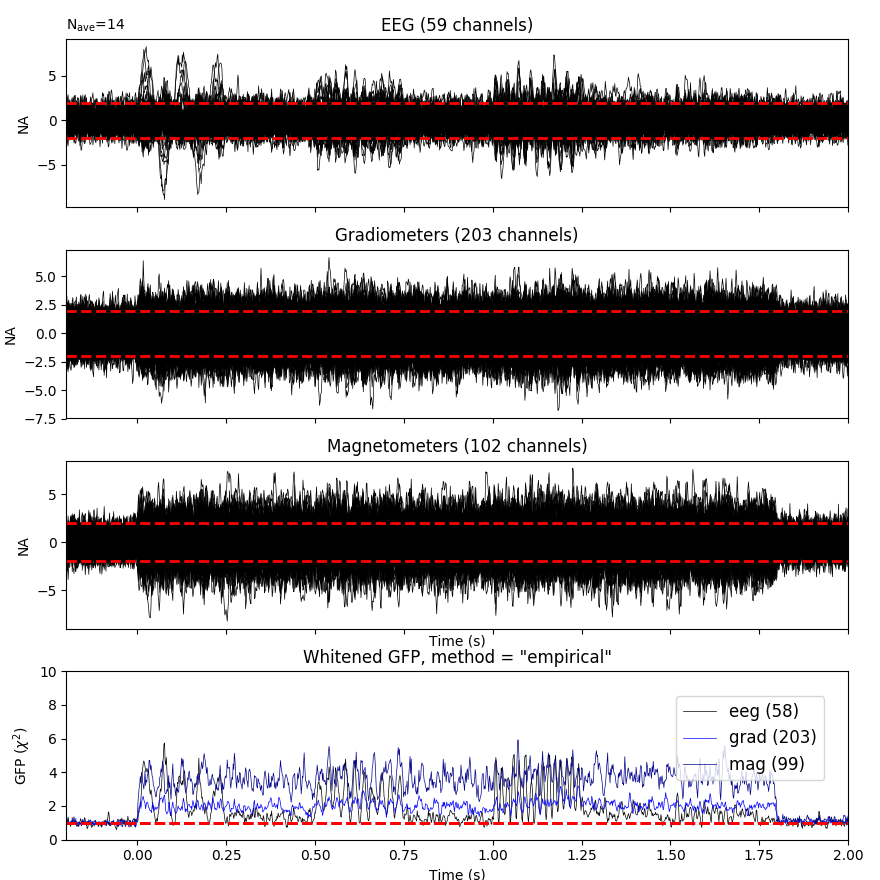 N_ave=14
EEG (59 channels)
5
0
−5
NA
Gradiometers (203 channels)
5.0
2.5
0.0
−2.5
−5.0
−7.5
NA
Magnetometers (102 channels)
5
0
−5
NA
Time (s)
Whitened GFP, method = "empirical"
10
8
6
4
2
0
GFP (χ²)
eeg (58)
grad (203)
mag (99)
0.00 0.25 0.50 0.75 1.00 1.25 1.50 1.75 2.00
Time (s)